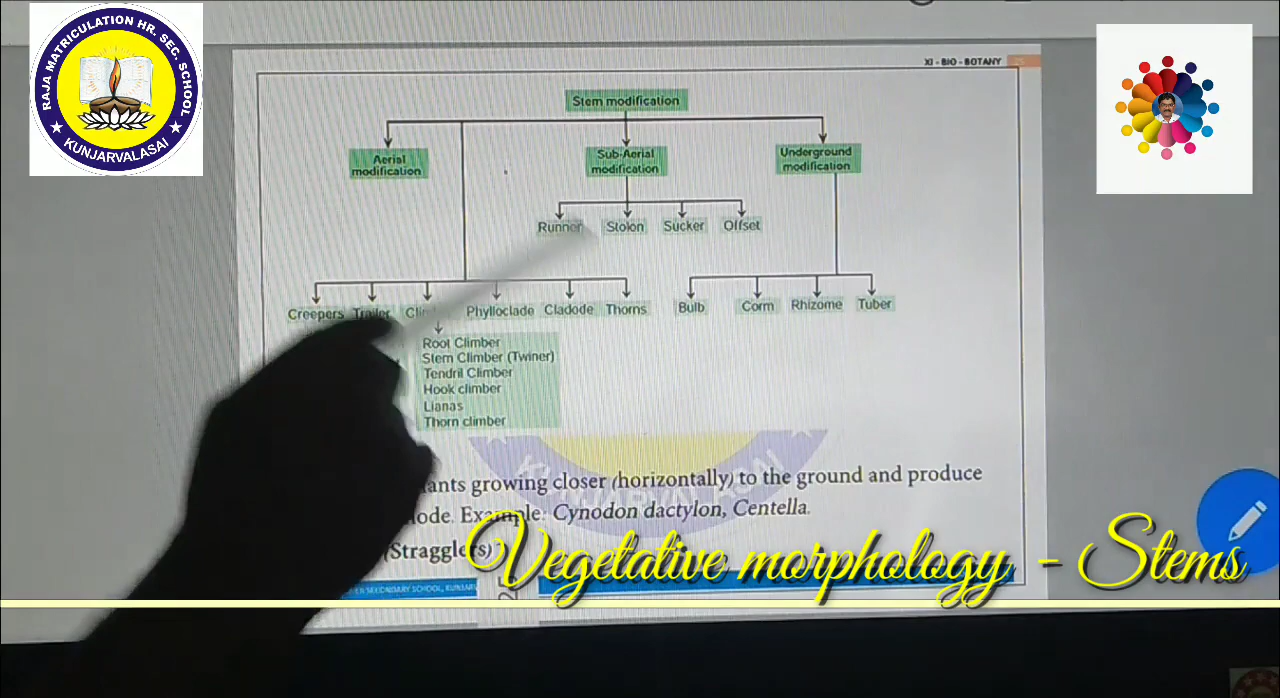 RAJA MATRICULATION HR. SEC. SCHOOL
KUNJARVALASAI
XI - BIO - BOTANY
Stem modification
Aerial
modification
Sub-Aerial
modification
Underground
modification
Runner Stolon Sucker Offset
Creepers Trailer Phylloclade Cladode Thorns
Bulb Corm Rhizome Tuber
Root Climber
Stem Climber (Twiner)
Tendril Climber
Hook climber
Lianas
Thorn climber
growing closer (horizontally) to the ground and produce
Example: Cynodon dactylon, Centella.
(Stragglers)
Vegetative morphology - Stems
SECONDARY SCHOOL,